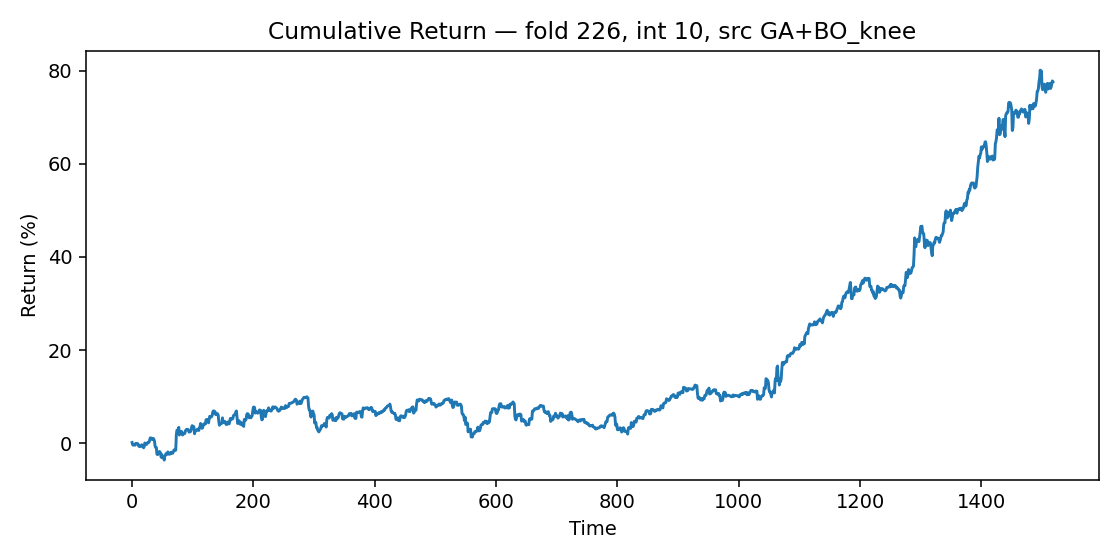 Cumulative Return — fold 226, int 10, src GA+BO_knee
80
60
40
20
0
Return (%)
0 200 400 600 800 1000 1200 1400
Time